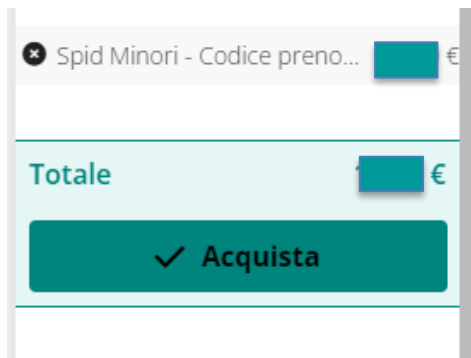 Spid Minori - Codice preno... €
Totale €
Acquista